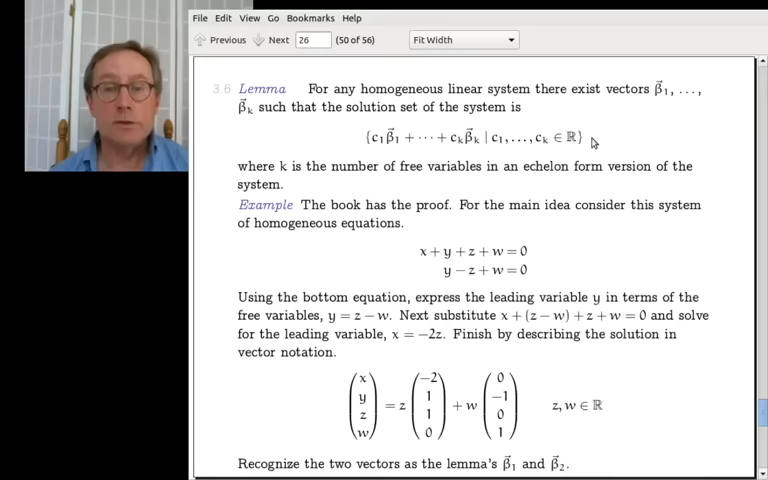 File Edit View Go Bookmarks Help
Previous Next 26 (50 of 56) Fit Width
3.6 Lemma For any homogeneous linear system there exist vectors β⃗₁, …,
β⃗ₖ such that the solution set of the system is
{c₁β⃗₁ + ⋯ + cₖβ⃗ₖ | c₁, …, cₖ ∈ ℝ}
where k is the number of free variables in an echelon form version of the
system.
Example The book has the proof. For the main idea consider this system
of homogeneous equations.
x + y + z + w = 0
y − z + w = 0
Using the bottom equation, express the leading variable y in terms of the
free variables, y = z − w. Next substitute x + (z − w) + z + w = 0 and solve
for the leading variable, x = −2z. Finish by describing the solution in
vector notation.
x −2 0
y 1 −1
z = z 1 + w 0 z, w ∈ ℝ
w 0 1
Recognize the two vectors as the lemma's β⃗₁ and β⃗₂.